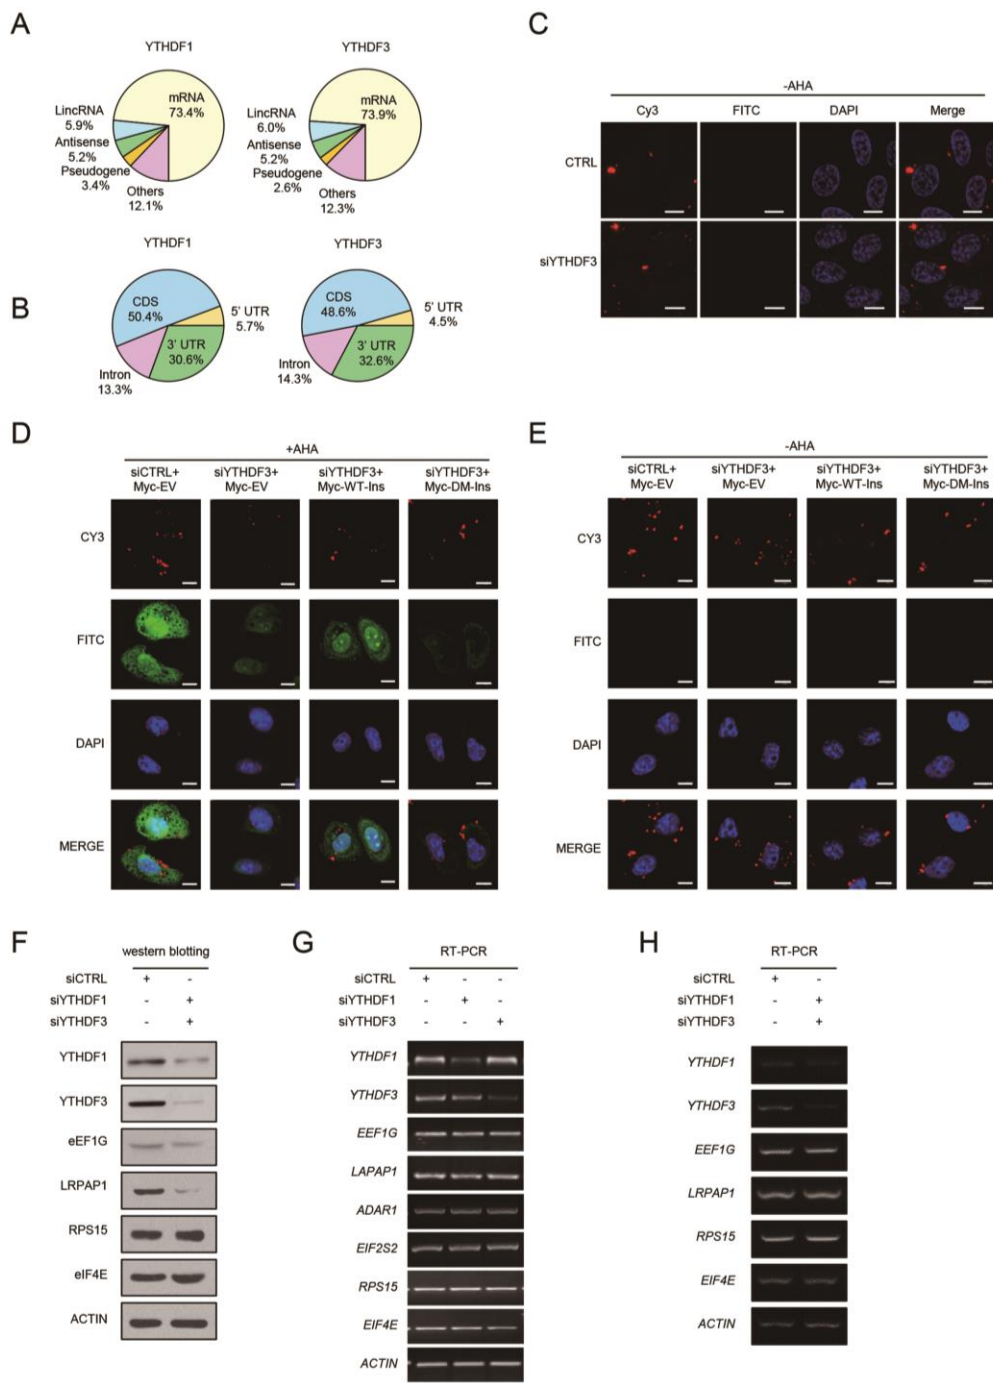 A
YTHDF1
YTHDF3
mRNA
73.4%
LincRNA
5.9%
Antisense
5.2%
Pseudogene
3.4%
Others
12.1%
mRNA
73.9%
LincRNA
6.0%
Antisense
5.2%
Pseudogene
2.6%
Others
12.3%
B
YTHDF1
YTHDF3
CDS
50.4%
5' UTR
5.7%
3' UTR
30.6%
Intron
13.3%
CDS
48.6%
5' UTR
4.5%
3' UTR
32.6%
Intron
14.3%
C
-AHA
Cy3 FITC DAPI Merge
CTRL
siYTHDF3
D
+AHA
siCTRL+ siYTHDF3+ siYTHDF3+ siYTHDF3+
Myc-EV Myc-EV Myc-WT-Ins Myc-DM-Ins
CY3
FITC
DAPI
MERGE
E
-AHA
siCTRL+ siYTHDF3+ siYTHDF3+ siYTHDF3+
Myc-EV Myc-EV Myc-WT-Ins Myc-DM-Ins
CY3
FITC
DAPI
MERGE
F
western blotting
siCTRL + -
siYTHDF1 - +
siYTHDF3 - +
YTHDF1
YTHDF3
eEF1G
LRPAP1
RPS15
eIF4E
ACTIN
G
RT-PCR
siCTRL + - -
siYTHDF1 - + -
siYTHDF3 - - +
YTHDF1
YTHDF3
EEF1G
LAPAP1
ADAR1
EIF2S2
RPS15
EIF4E
ACTIN
H
RT-PCR
siCTRL + -
siYTHDF1 - +
siYTHDF3 - +
YTHDF1
YTHDF3
EEF1G
LRPAP1
RPS15
EIF4E
ACTIN